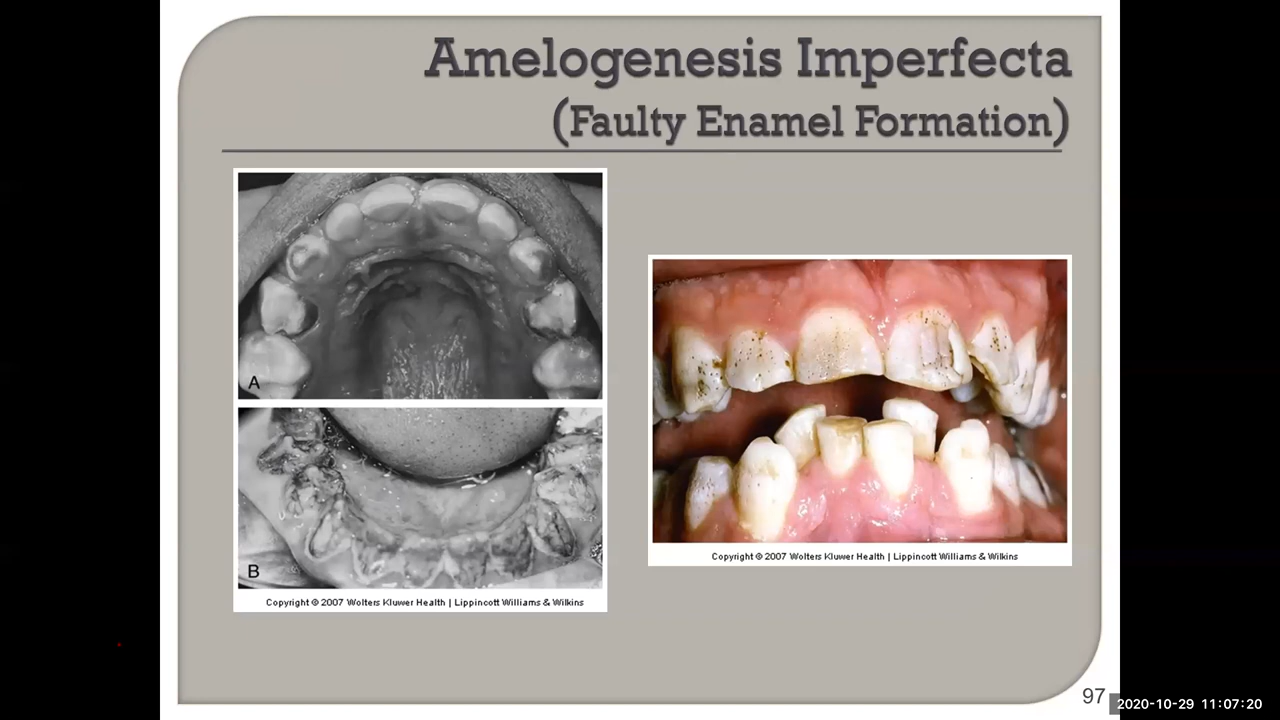 Amelogenesis Imperfecta
(Faulty Enamel Formation)
A
B
Copyright © 2007 Wolters Kluwer Health | Lippincott Williams & Wilkins
Copyright © 2007 Wolters Kluwer Health | Lippincott Williams & Wilkins
97
2020-10-29 11:07:20